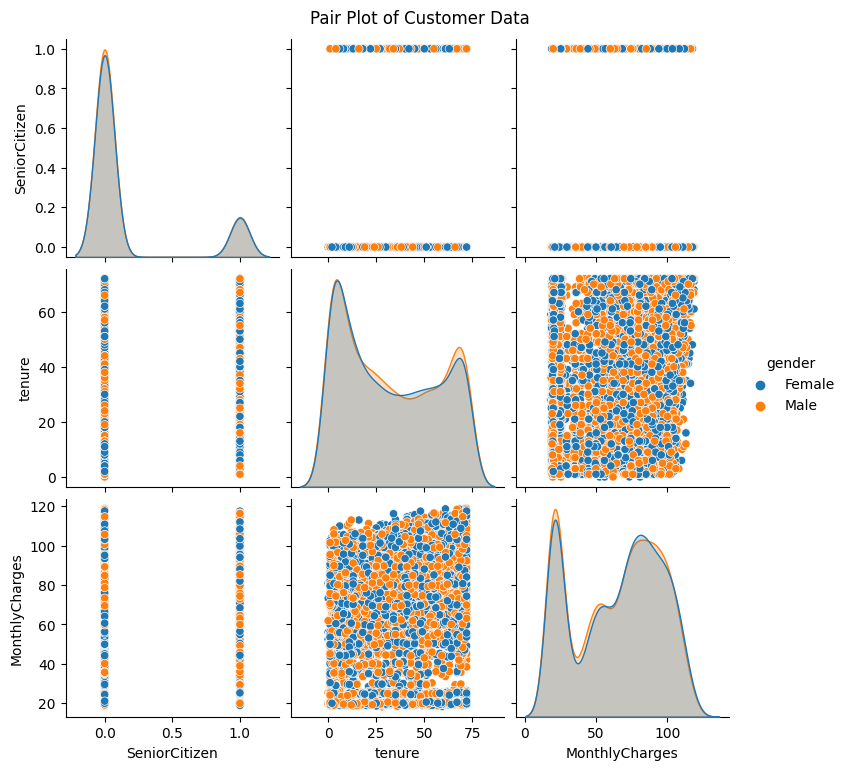 Pair Plot of Customer Data
SeniorCitizen
1.0
0.8
0.6
0.4
0.2
0.0
tenure
60
40
20
0
gender
Female
Male
MonthlyCharges
120
100
80
60
40
20
0.0 0.5 1.0
SeniorCitizen
0 25 50 75
tenure
0 50 100
MonthlyCharges